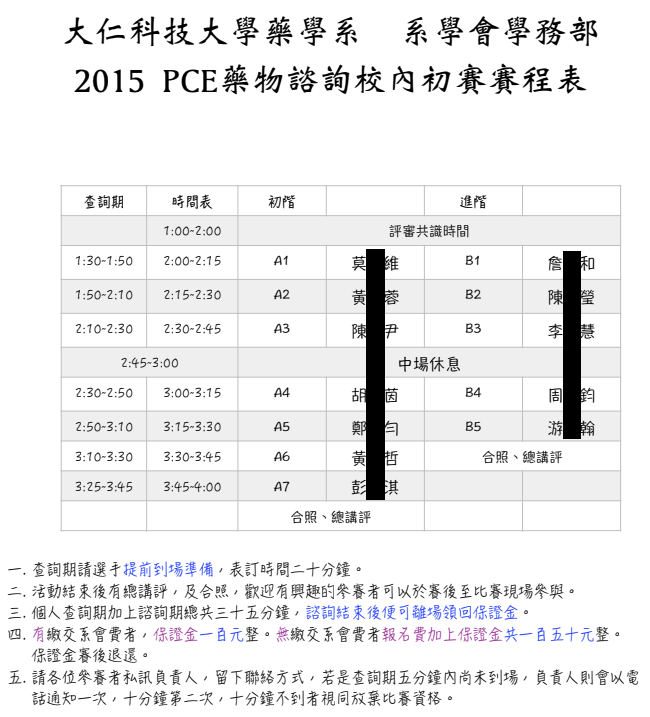 大仁科技大學藥學系 系學會學務部
2015 PCE藥物諮詢校內初賽賽程表
查詢期 時間表 初階 進階
1:00-2:00 評審共識時間
1:30-1:50 2:00-2:15 A1 莫 維 B1 詹 和
1:50-2:10 2:15-2:30 A2 黃 蓉 B2 陳 瑩
2:10-2:30 2:30-2:45 A3 陳 尹 B3 李 慧
2:45-3:00 中場休息
2:30-2:50 3:00-3:15 A4 胡 茵 B4 周 鈞
2:50-3:10 3:15-3:30 A5 鄭 勻 B5 游 翰
3:10-3:30 3:30-3:45 A6 黃 哲 合照、總講評
3:25-3:45 3:45-4:00 A7 彭 淇
合照、總講評
一. 查詢期請選手提前到場準備，表訂時間二十分鐘。
二. 活動結束後有總講評，及合照，歡迎有興趣的參賽者可以於賽後至比賽現場參與。
三. 個人查詢期加上諮詢期總共三十五分鐘，諮詢結束後便可離場領回保證金。
四. 有繳交系會費者，保證金一百元整。無繳交系會費者報名費加上保證金共一百五十元整。
保證金賽後退還。
五. 請各位參賽者私訊負責人，留下聯絡方式，若是查詢期五分鐘內尚未到場，負責人則會以電
話通知一次，十分鐘第二次，十分鐘不到者視同放棄比賽資格。